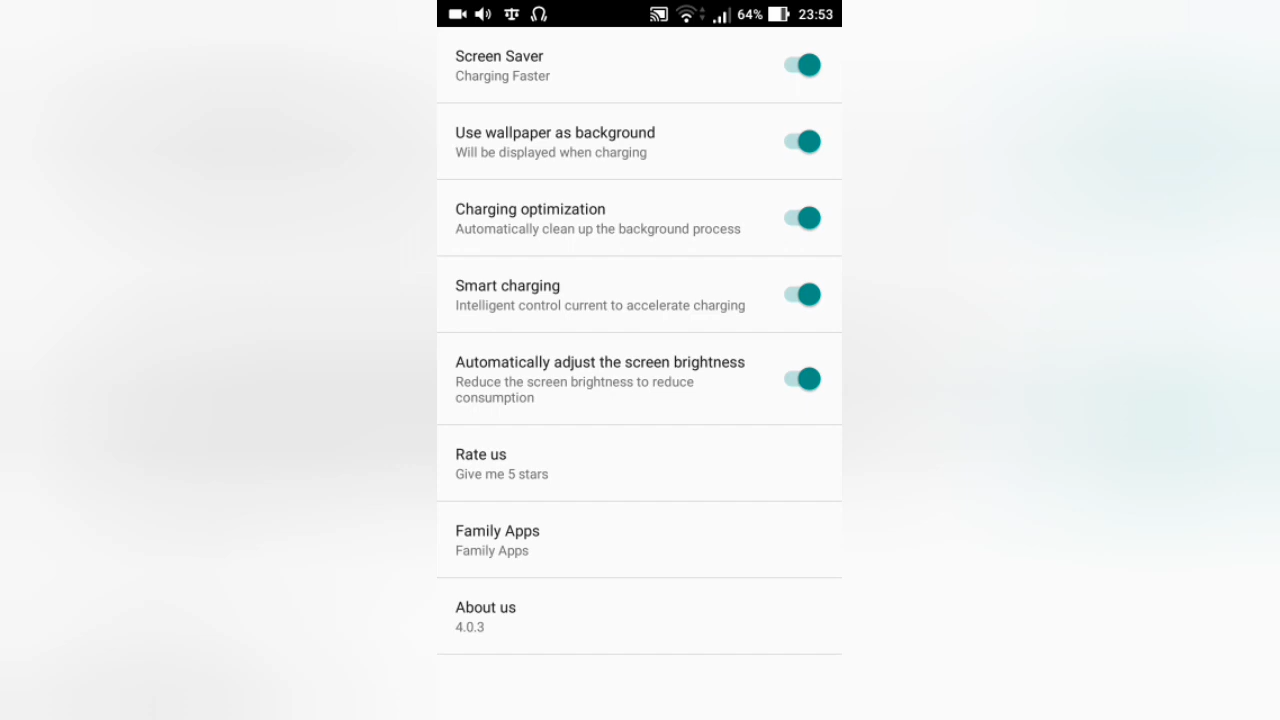 64% 23:53
Screen Saver
Charging Faster
Use wallpaper as background
Will be displayed when charging
Charging optimization
Automatically clean up the background process
Smart charging
Intelligent control current to accelerate charging
Automatically adjust the screen brightness
Reduce the screen brightness to reduce
consumption
Rate us
Give me 5 stars
Family Apps
Family Apps
About us
4.0.3